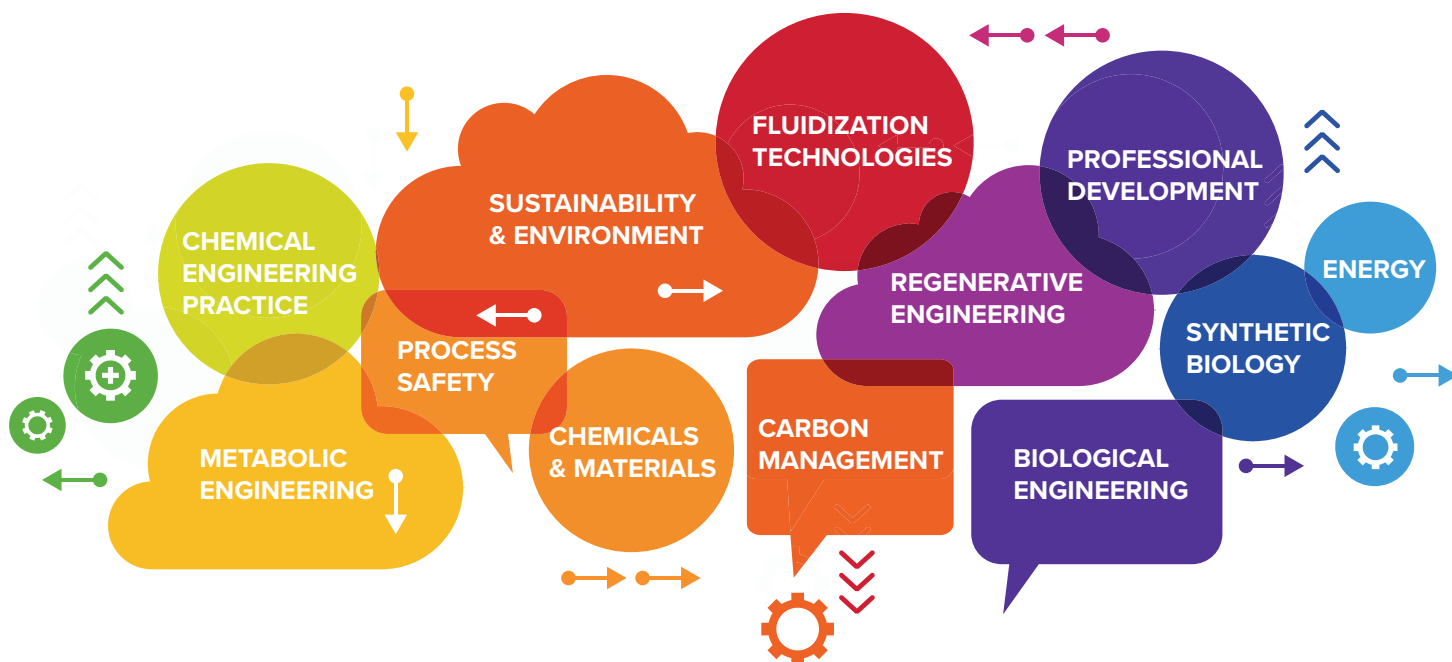 CHEMICAL
ENGINEERING
PRACTICE
SUSTAINABILITY
& ENVIRONMENT
FLUIDIZATION
TECHNOLOGIES
PROFESSIONAL
DEVELOPMENT
REGENERATIVE
ENGINEERING
ENERGY
SYNTHETIC
BIOLOGY
PROCESS
SAFETY
METABOLIC
ENGINEERING
CHEMICALS
& MATERIALS
CARBON
MANAGEMENT
BIOLOGICAL
ENGINEERING